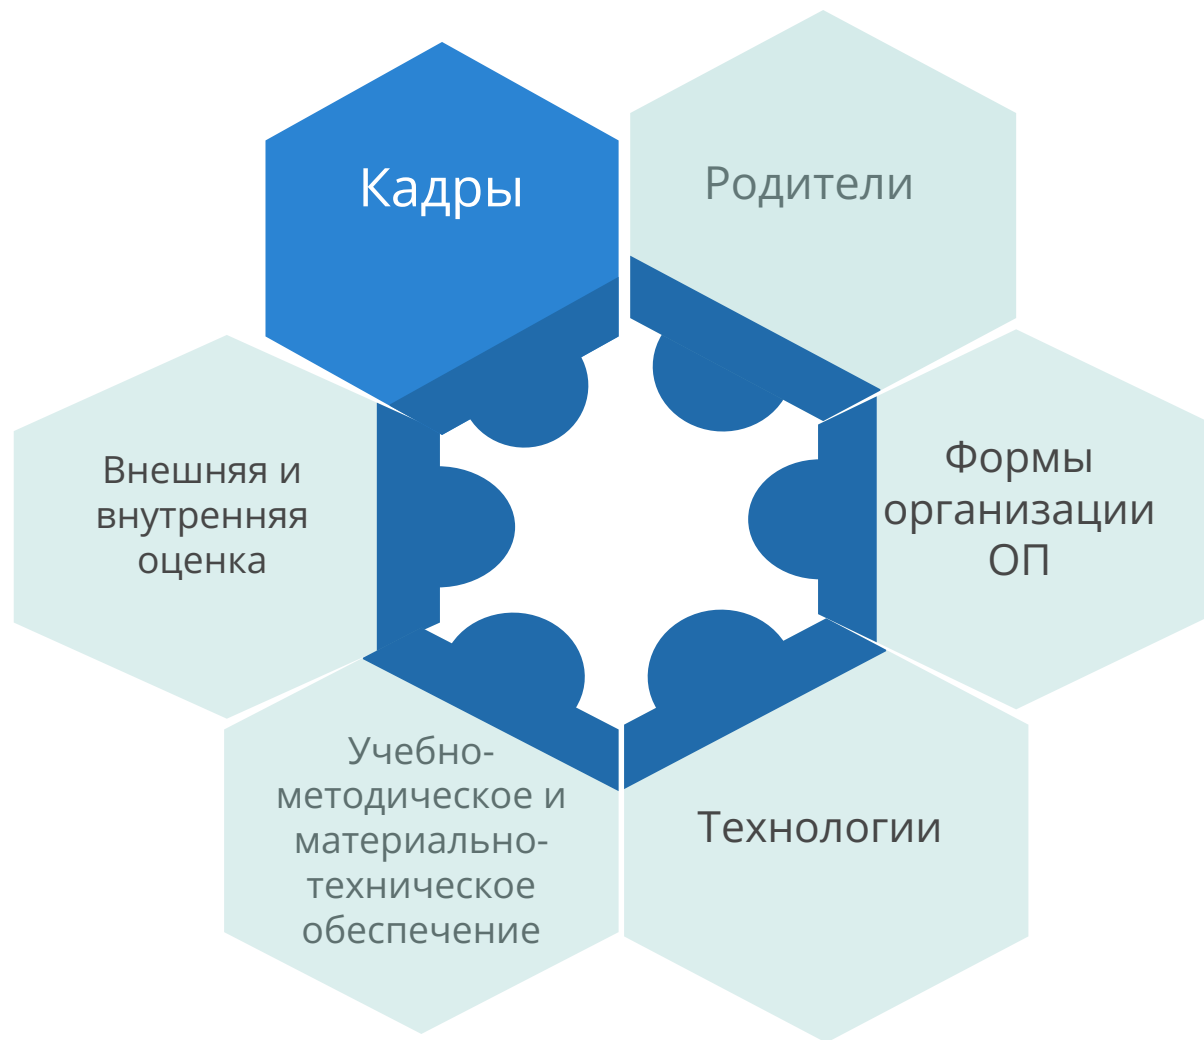 Кадры
Родители
Внешняя и
внутренняя
оценка
Формы
организации
ОП
Учебно-
методическое и
материально-
техническое
обеспечение
Технологии